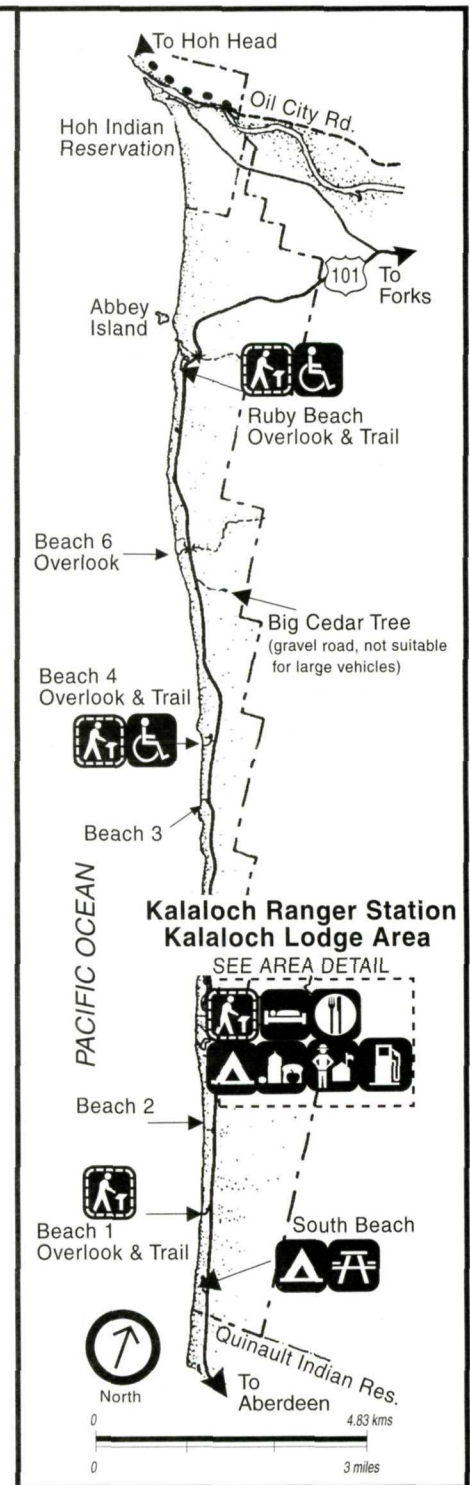 To Hoh Head
Oil City Rd.
Hoh Indian
Reservation
101
To
Forks
Abbey
Island
Ruby Beach
Overlook & Trail
Beach 6
Overlook
Big Cedar Tree
(gravel road, not suitable
for large vehicles)
Beach 4
Overlook & Trail
Beach 3
PACIFIC OCEAN
Kalaloch Ranger Station
Kalaloch Lodge Area
SEE AREA DETAIL
Beach 2
Beach 1
Overlook & Trail
South Beach
Quinault Indian Res.
North
To
Aberdeen
0
4.83 kms
0
3 miles